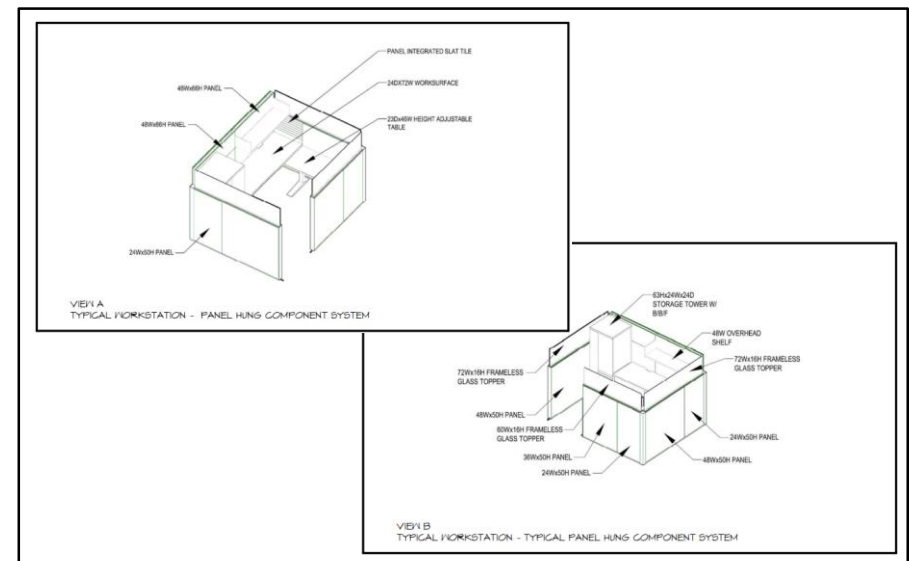 PANEL INTEGRATED SLAT TILE
48Wx66H PANEL
24DX72W WORKSURFACE
48Wx66H PANEL
23Dx46W HEIGHT ADJUSTABLE
TABLE
24Wx50H PANEL
VIEW A
TYPICAL WORKSTATION - PANEL HUNG COMPONENT SYSTEM
63Hx24Wx24D
STORAGE TOWER W/
B/B/F
48W OVERHEAD
SHELF
72Wx16H FRAMELESS
GLASS TOPPER
72Wx16H FRAMELESS
GLASS TOPPER
48Wx50H PANEL
60Wx16H FRAMELESS
GLASS TOPPER
24Wx50H PANEL
36Wx50H PANEL
48Wx50H PANEL
24Wx50H PANEL
VIEW B
TYPICAL WORKSTATION - TYPICAL PANEL HUNG COMPONENT SYSTEM